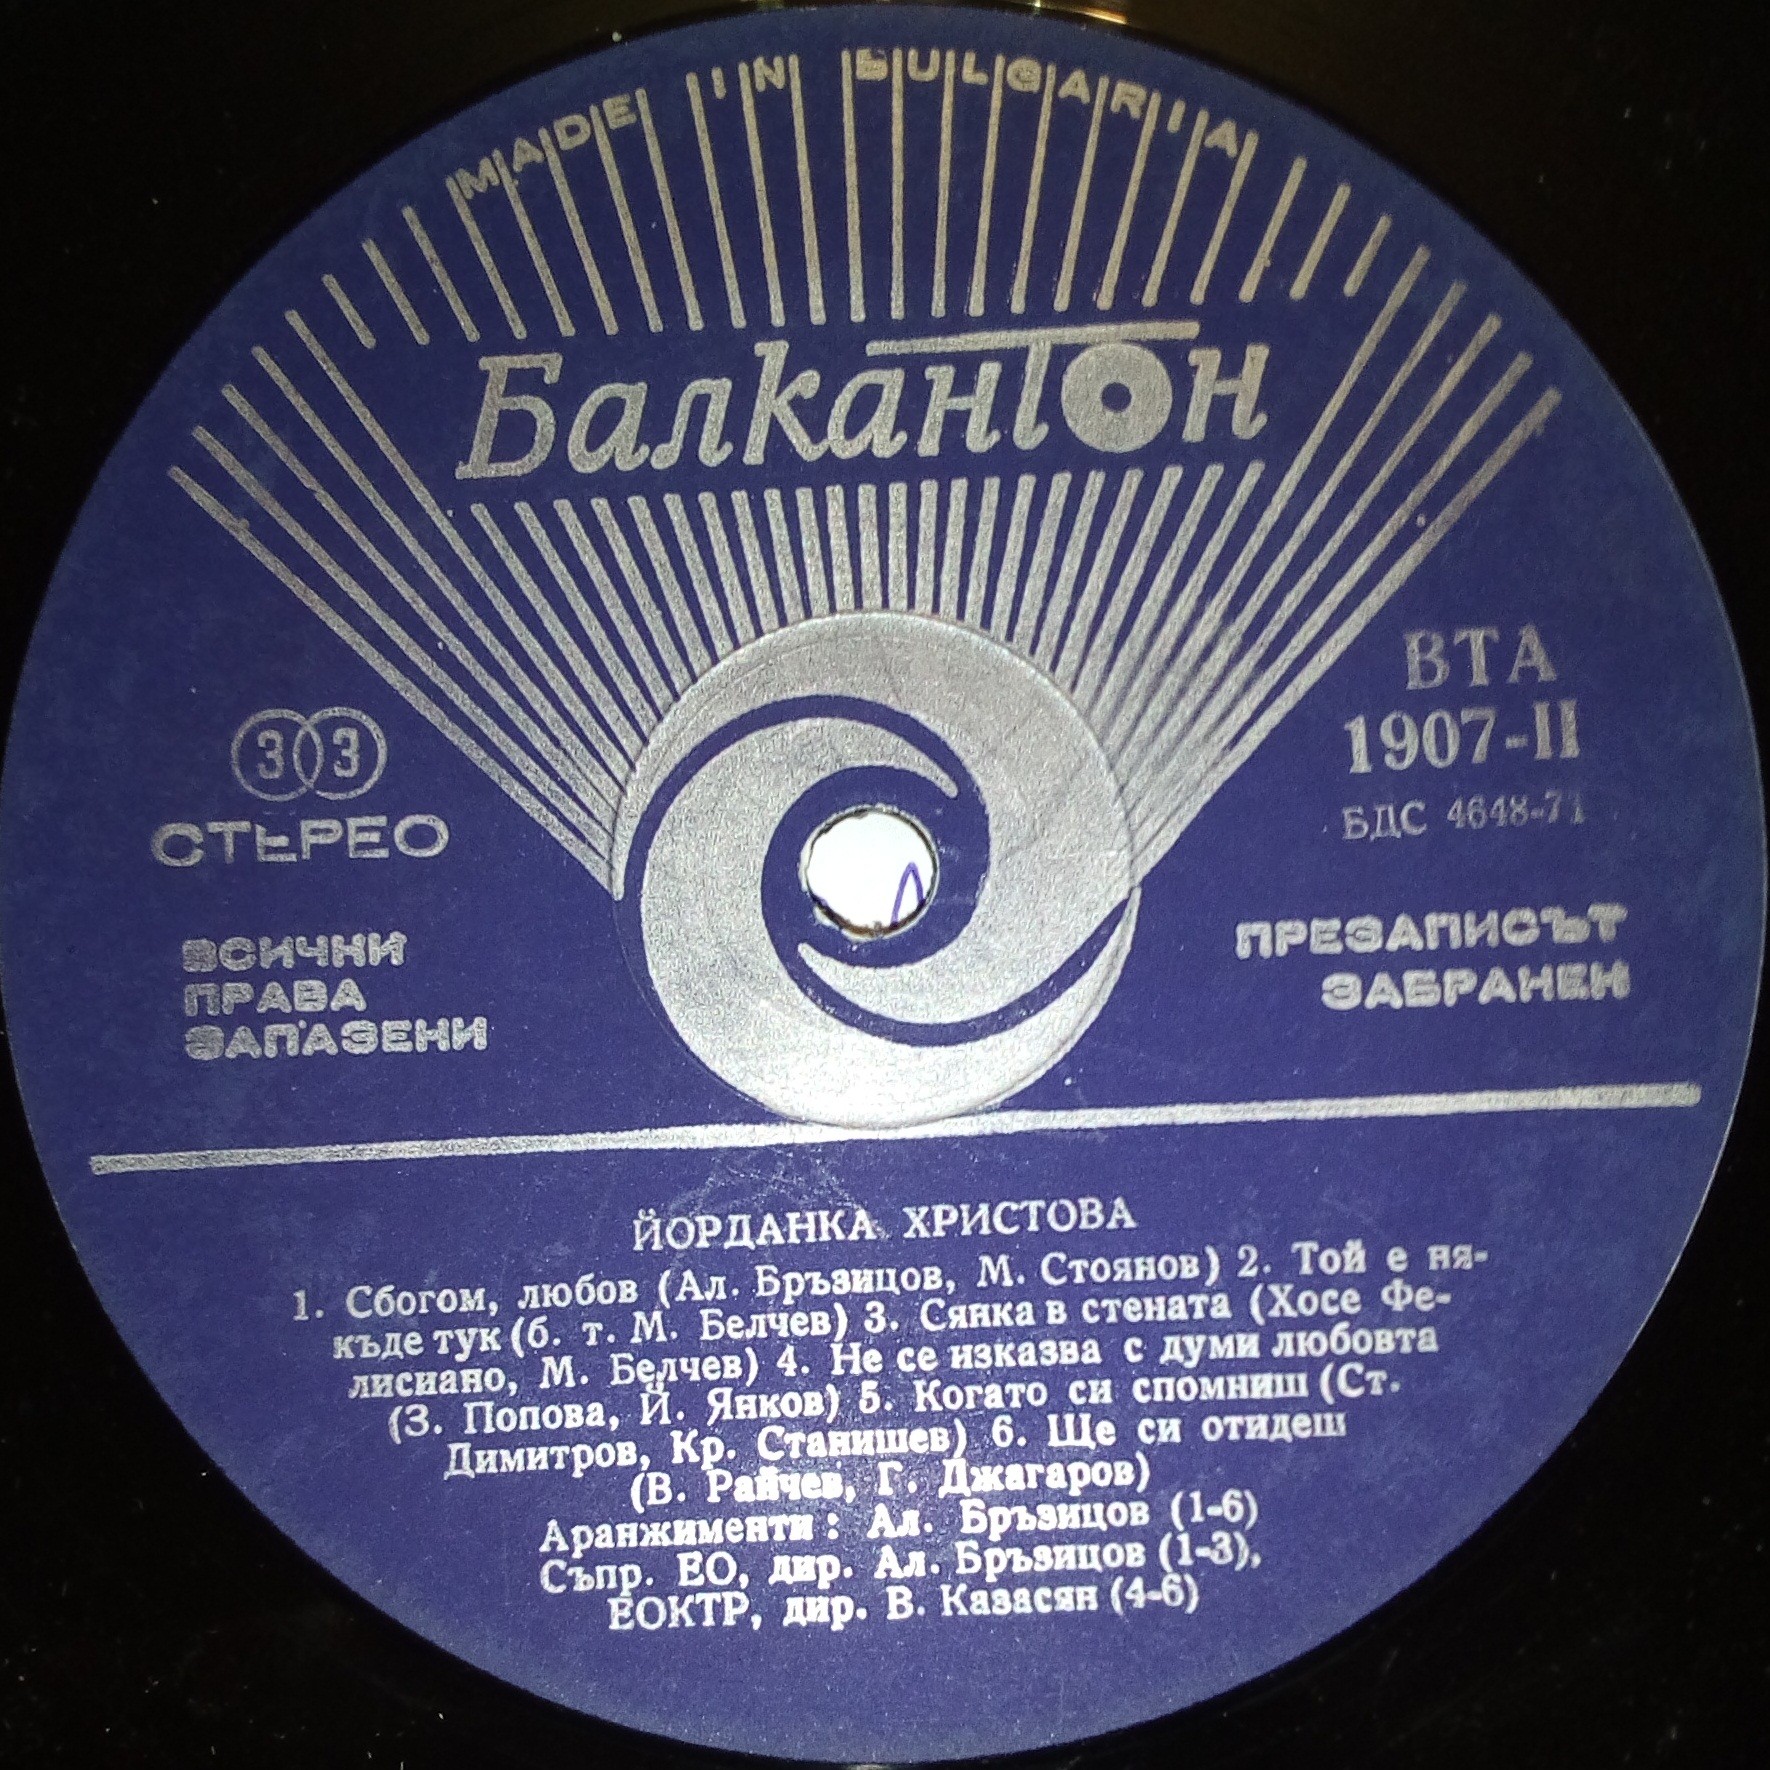 MADE IN BULGARIA
Балкантон
33
СТЕРЕО
ВТА
1907-II
БДС 4648-71
ВСИЧНИ
ПРАВА
ЗАПАЗЕНИ
ПРЕЗАПИСЪТ
ЗАБРАНЕН
ЙОРДАНКА ХРИСТОВА
1. Сбогом, любов (Ал. Бръзицов, М. Стоянов) 2. Той е ня-
къде тук (б. т. М. Белчев) 3. Сянка в стената (Хосе Фе-
лисиано, М. Белчев) 4. Не се изказва с думи любовта
(З. Попова, Й. Янков) 5. Когато си спомниш (Ст.
Димитров, Кр. Станишев) 6. Ще си отидеш
(В. Райчев, Г. Джагаров)
Аранжименти: Ал. Бръзицов (1-6)
Съпр. ЕО, дир. Ал. Бръзицов (1-3),
ЕОКТР, дир. В. Казасян (4-6)